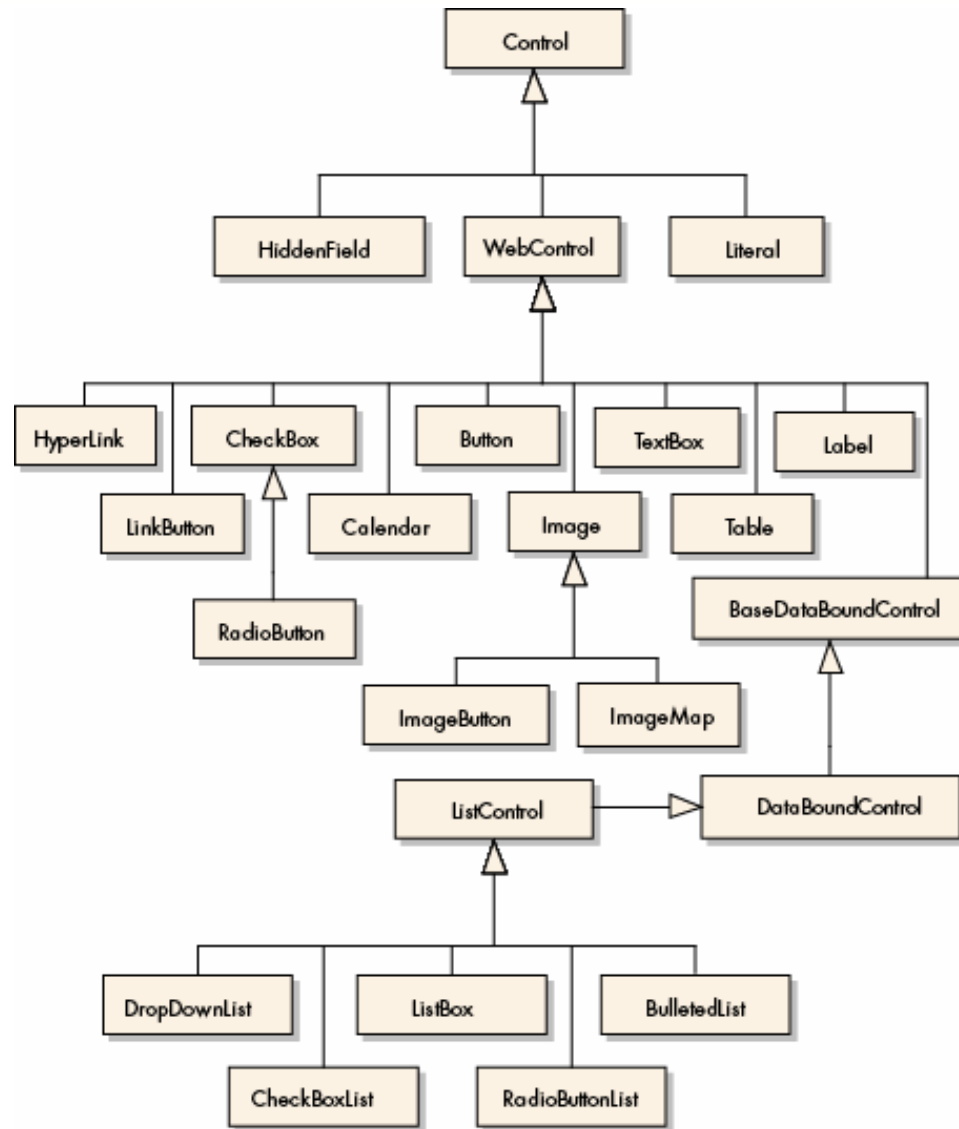 Control
HiddenField
WebControl
Literal
HyperLink
CheckBox
Button
TextBox
Label
LinkButton
Calendar
Image
Table
RadioButton
BaseDataBoundControl
ImageButton
ImageMap
ListControl
DataBoundControl
DropDownList
ListBox
BulletedList
CheckBoxList
RadioButtonList